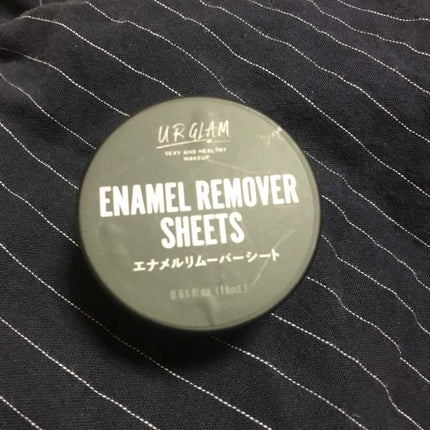 URGLAM
SEXY AND HEALTHY
MAKEUP
ENAMEL REMOVER
SHEETS
エナメルリムーバーシート
0.61 fl oz. (18mL)